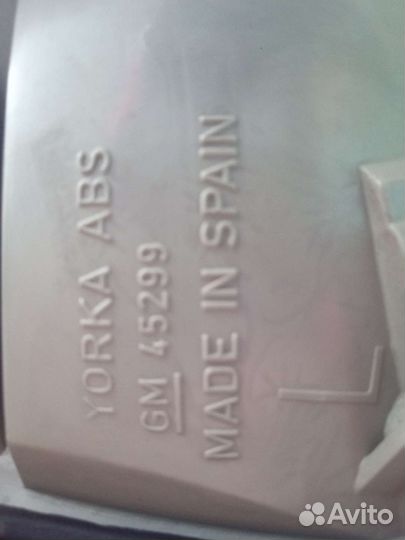 YORKA ABS
GM 45299
MADE IN SPAIN
L
Avito